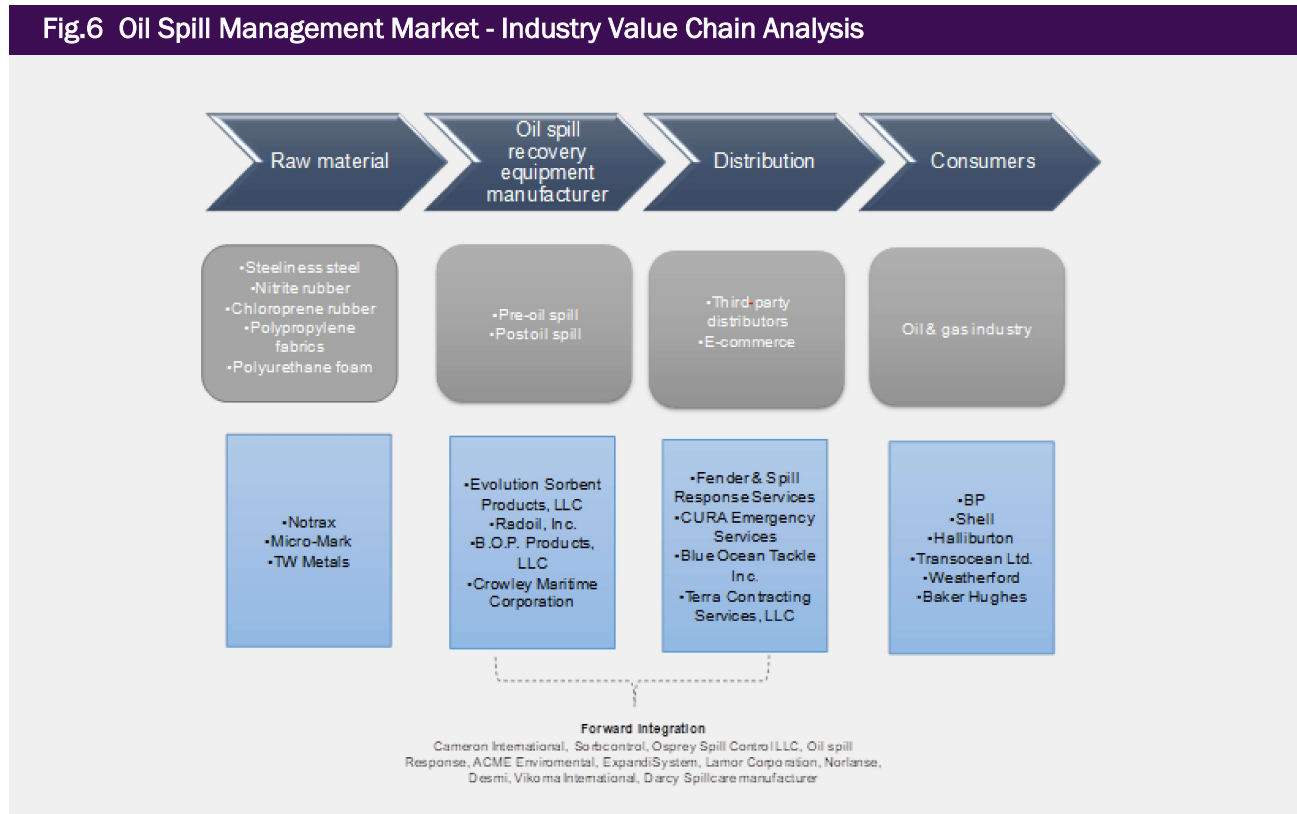 Fig.6 Oil Spill Management Market - Industry Value Chain Analysis
Raw material
Oil spill
recovery
equipment
manufacturer
Distribution
Consumers
•Steeliness steel
•Nitrite rubber
•Chloroprene rubber
•Polypropylene
fabrics
•Polyurethane foam
•Pre-oil spill
•Post oil spill
•Third-party
distributors
•E-commerce
Oil & gas industry
•Notrax
•Micro-Mark
•TW Metals
•Evolution Sorbent
Products, LLC
•Radoil, Inc.
•B.O.P. Products,
LLC
•Crowley Maritime
Corporation
•Fender & Spill
Response Services
•CURA Emergency
Services
•Blue Ocean Tackle
Inc.
•Terra Contracting
Services, LLC
•BP
•Shell
•Halliburton
•Transocean Ltd.
•Weatherford
•Baker Hughes
Forward Integration
Cameron International, Sorbcontrol, Osprey Spill Control LLC, Oil spill
Response, ACME Enviromental, ExpandiSystem, Lamor Corporation, Norlense,
Desmi, Vikoma International, Darcy Spillcare manufacturer